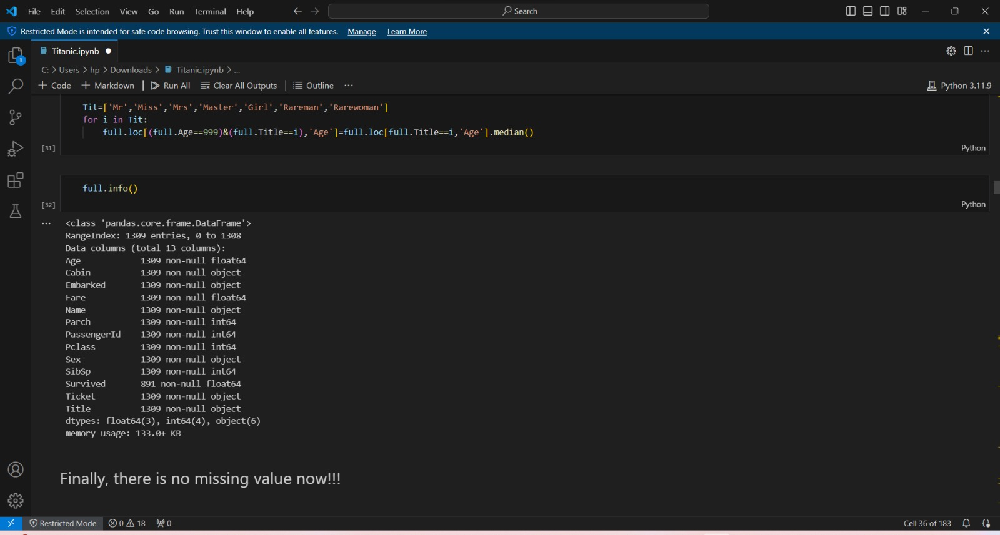 File Edit Selection View Go Run Terminal Help Search
Restricted Mode is intended for safe code browsing. Trust this window to enable all features. Manage Learn More
1
Titanic.ipynb
C: > Users > hp > Downloads > Titanic.ipynb > ...
+ Code + Markdown | Run All Clear All Outputs | Outline ... Python 3.11.9
Tit=['Mr','Miss','Mrs','Master','Girl','Rareman','Rarewoman']
for i in Tit:
full.loc[(full.Age==999)&(full.Title==i),'Age']=full.loc[full.Title==i,'Age'].median()
[31] Python
full.info()
[32] Python
... <class 'pandas.core.frame.DataFrame'>
RangeIndex: 1309 entries, 0 to 1308
Data columns (total 13 columns):
Age 1309 non-null float64
Cabin 1309 non-null object
Embarked 1309 non-null object
Fare 1309 non-null float64
Name 1309 non-null object
Parch 1309 non-null int64
PassengerId 1309 non-null int64
Pclass 1309 non-null int64
Sex 1309 non-null object
SibSp 1309 non-null int64
Survived 891 non-null float64
Ticket 1309 non-null object
Title 1309 non-null object
dtypes: float64(3), int64(4), object(6)
memory usage: 133.0+ KB
Finally, there is no missing value now!!!
Restricted Mode 0 18 0 Cell 36 of 183